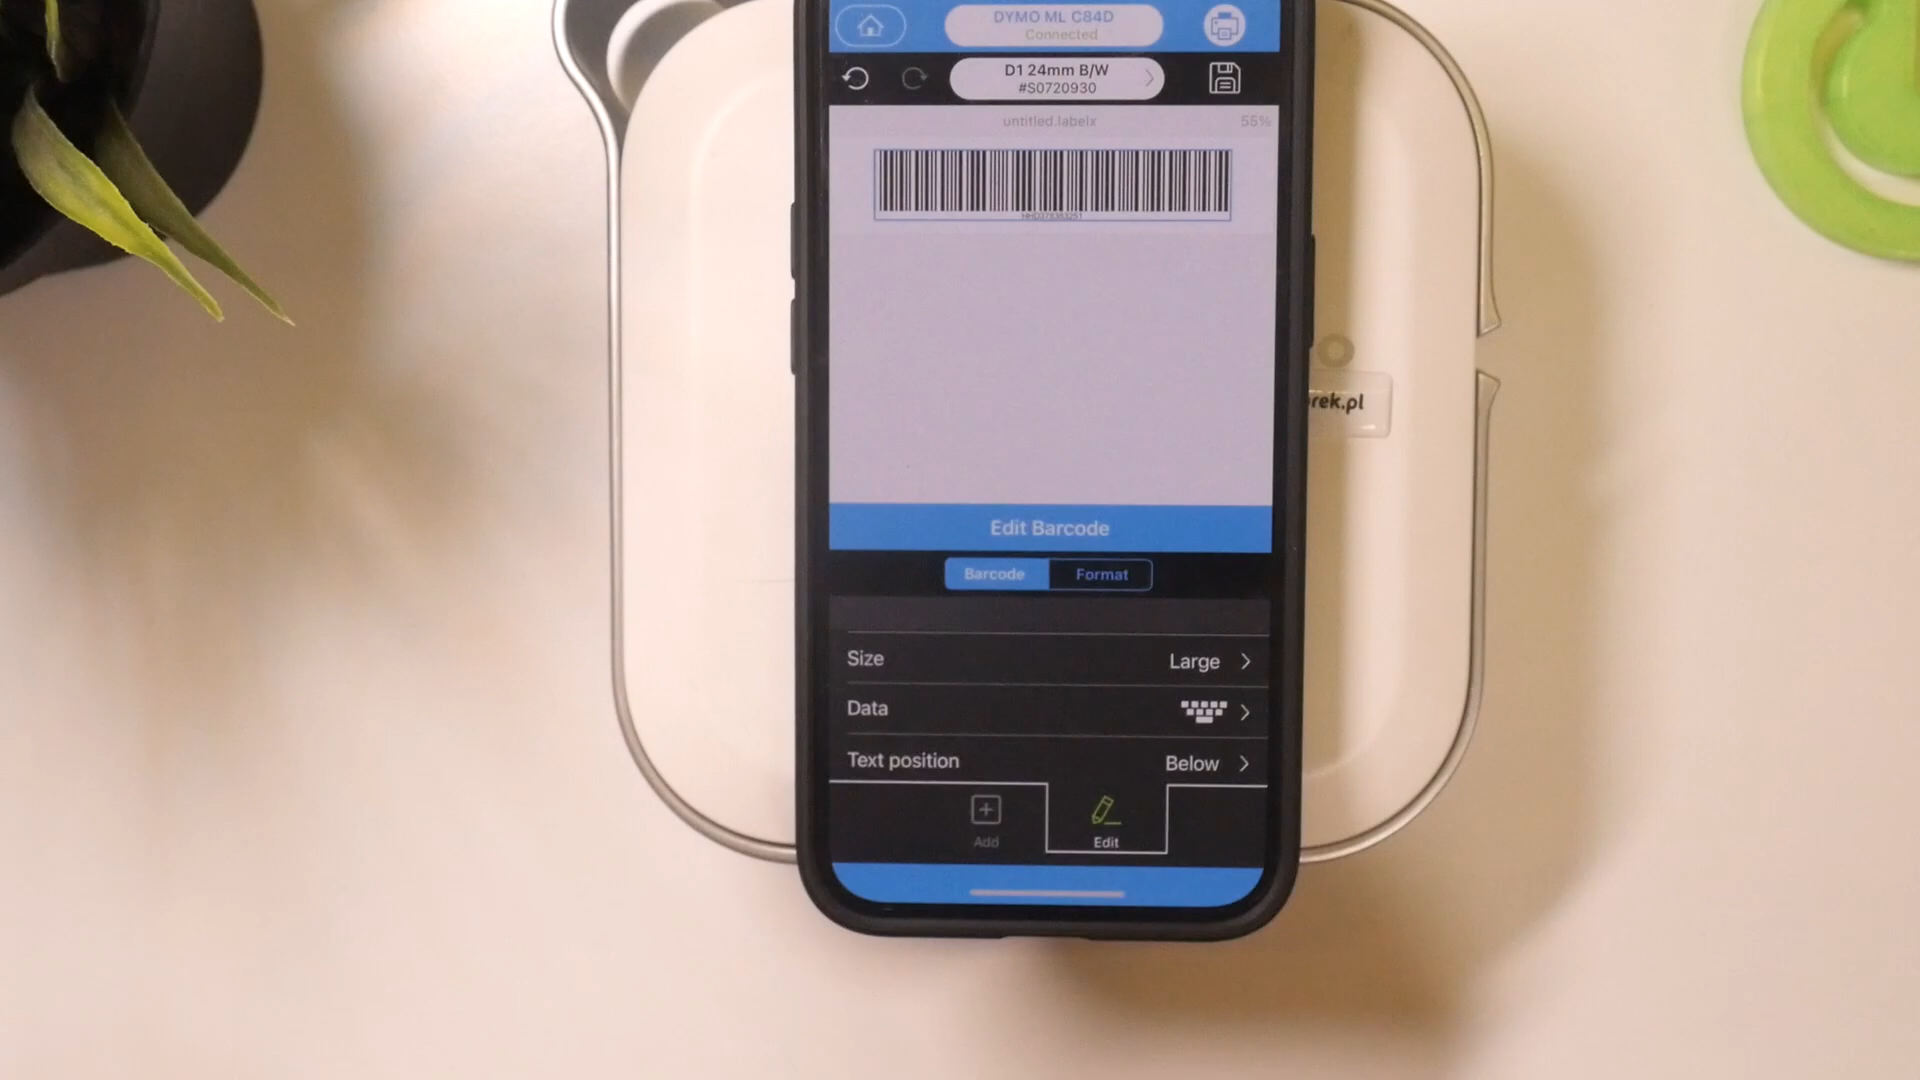 DYMO ML C84D
Connected
D1 24mm B/W
#S0720930
untitled.labelx
55%
rek.pl
Edit Barcode
Barcode
Format
Size
Large
Data
Text position
Below
Add
Edit